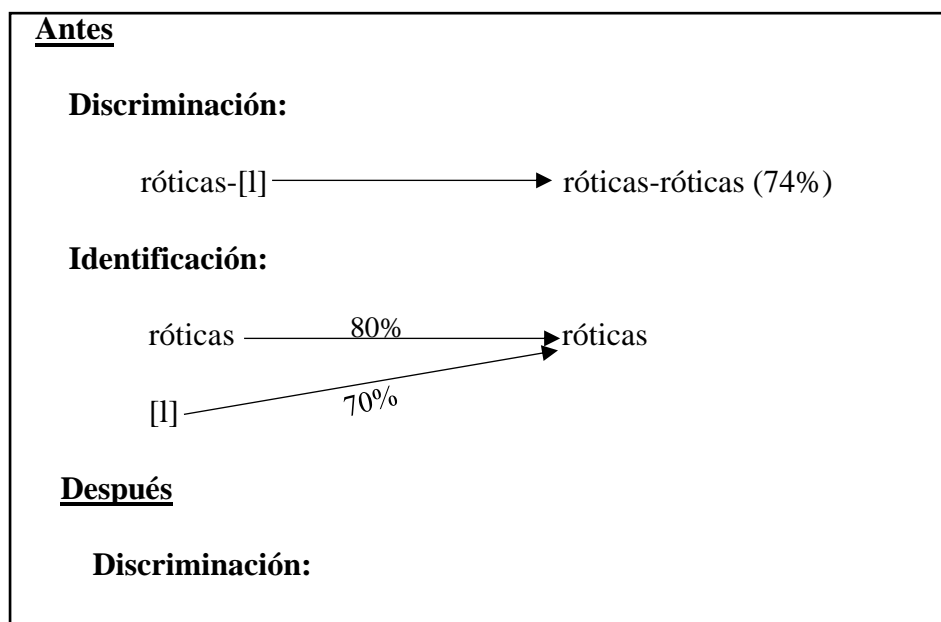 Antes
Discriminación:
róticas-[l] róticas-róticas (74%)
Identificación:
róticas 80% róticas
[l] 70%
Después
Discriminación: